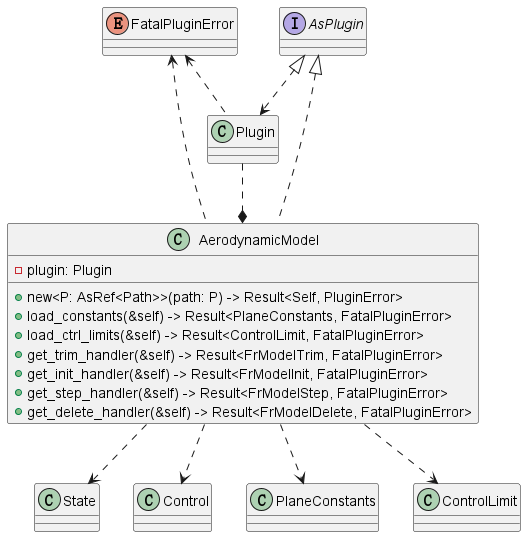 E FatalPluginError
I AsPlugin
C Plugin
C AerodynamicModel
plugin: Plugin
new<P: AsRef<Path>>(path: P) -> Result<Self, PluginError>
load_constants(&self) -> Result<PlaneConstants, FatalPluginError>
load_ctrl_limits(&self) -> Result<ControlLimit, FatalPluginError>
get_trim_handler(&self) -> Result<FrModelTrim, FatalPluginError>
get_init_handler(&self) -> Result<FrModelInit, FatalPluginError>
get_step_handler(&self) -> Result<FrModelStep, FatalPluginError>
get_delete_handler(&self) -> Result<FrModelDelete, FatalPluginError>
C State
C Control
C PlaneConstants
C ControlLimit